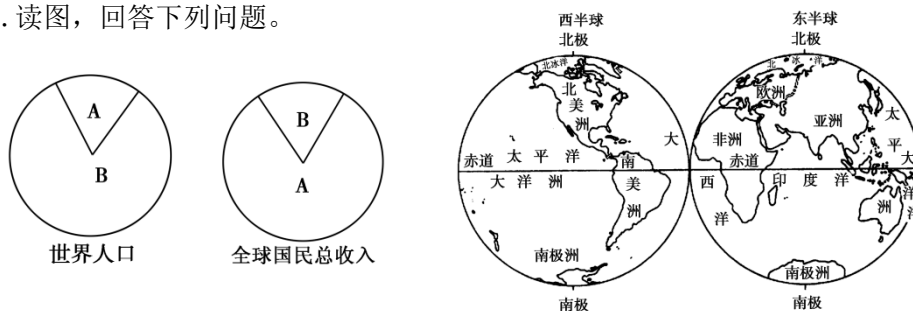 .读图，回答下列问题。
A
B
世界人口
B
A
全球国民总收入
西半球
北极
北冰洋
北美洲
大
赤道 太平洋
大洋洲
南美洲
南极洲
南极
东半球
北极
北冰洋
欧洲
亚洲
太平
非洲
赤道
大
西
印度洋
洋
洲
洋
洋
南极洲
南极